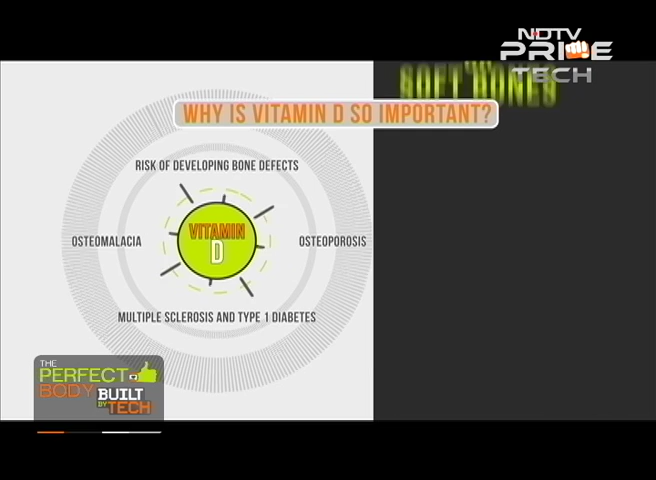 NDTV
PRIME
TECH
SOFT BONES
WHY IS VITAMIN D SO IMPORTANT?
RISK OF DEVELOPING BONE DEFECTS
OSTEOMALACIA
VITAMIN
D
OSTEOPOROSIS
MULTIPLE SCLEROSIS AND TYPE 1 DIABETES
THE
PERFECT
BODY BUILT
BY TECH